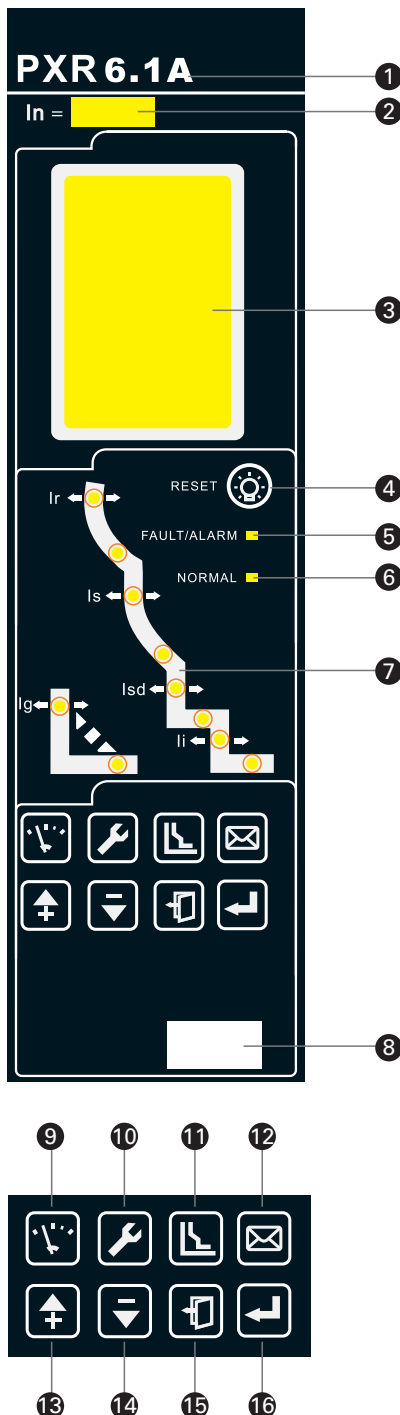 PXR 6.1A
1
In =
2
3
RESET
4
Ir
FAULT/ALARM
5
NORMAL
6
Is
7
Isd
Ig
Ii
8
9 10 11 12
13 14 15 16